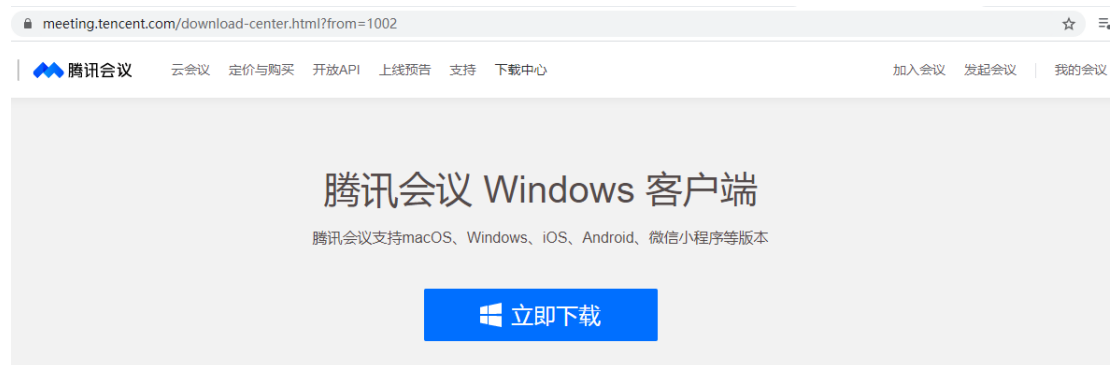 meeting.tencent.com/download-center.html?from=1002
腾讯会议 云会议 定价与购买 开放API 上线预告 支持 下载中心 加入会议 发起会议 我的会议
腾讯会议 Windows 客户端
腾讯会议支持macOS、Windows、iOS、Android、微信小程序等版本
立即下载